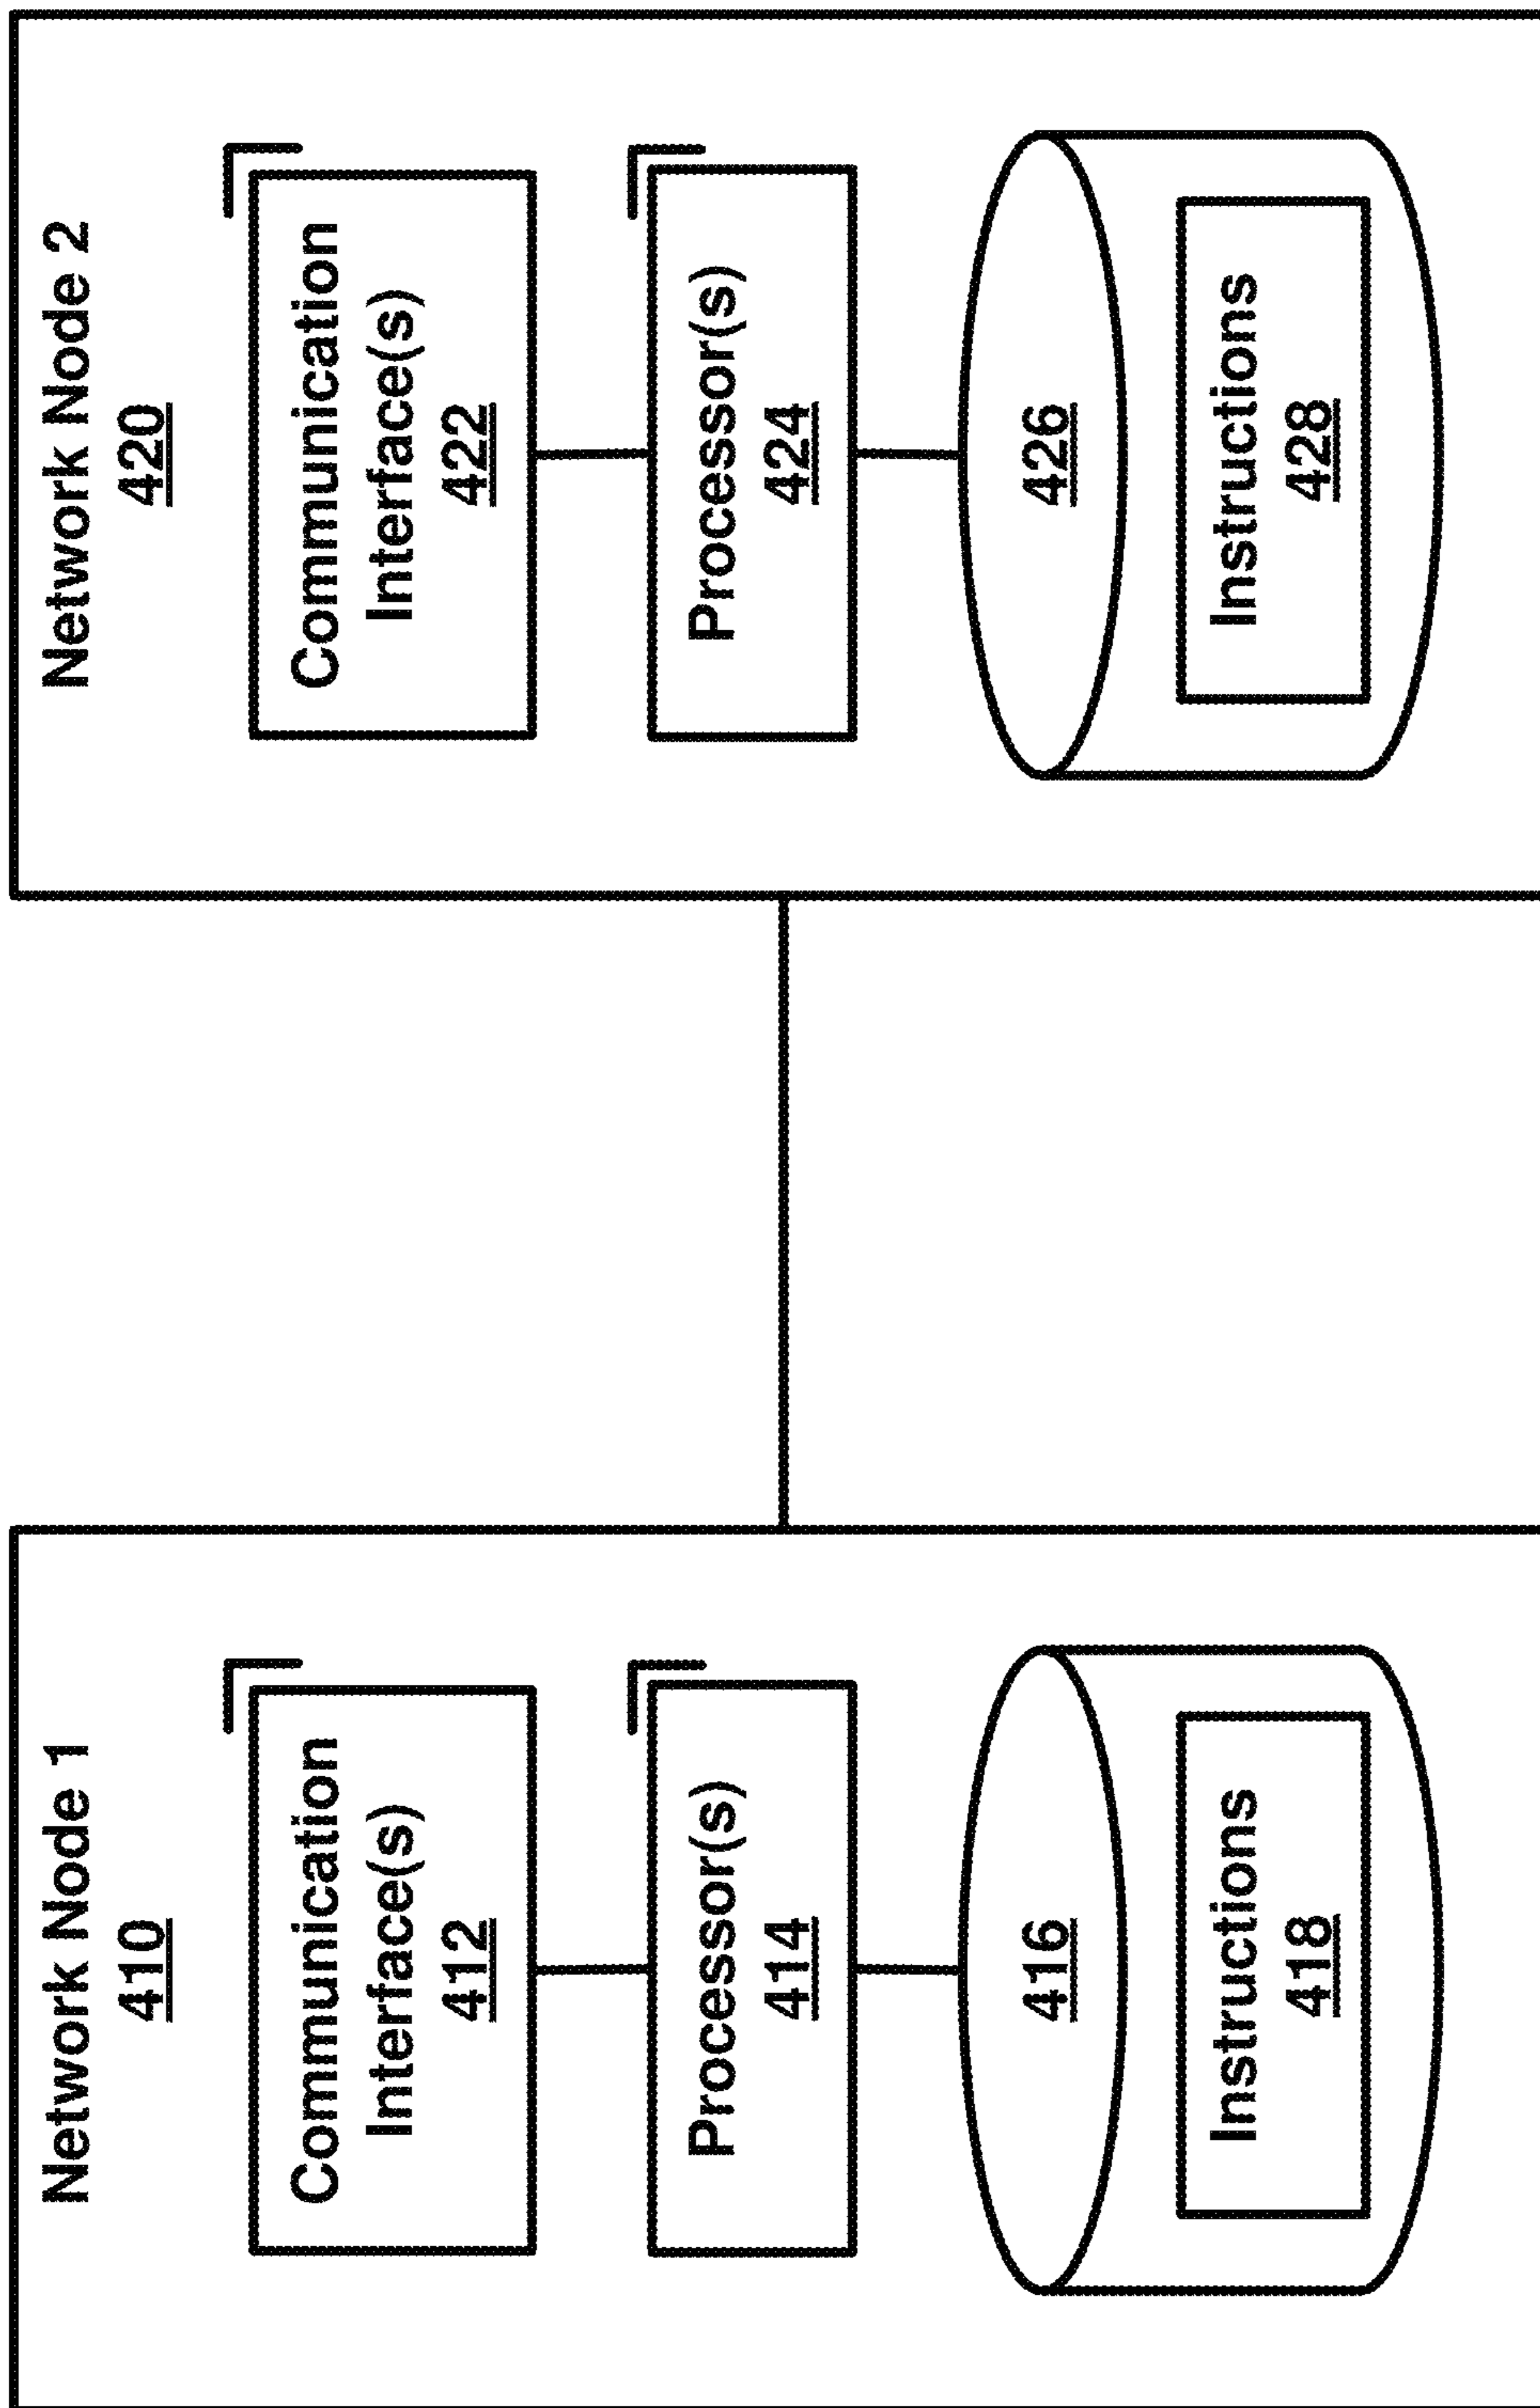 Network Node 1
410
Communication
Interface(s)
412
Processor(s)
414
416
Instructions
418
Network Node 2
420
Communication
Interface(s)
422
Processor(s)
424
426
Instructions
428